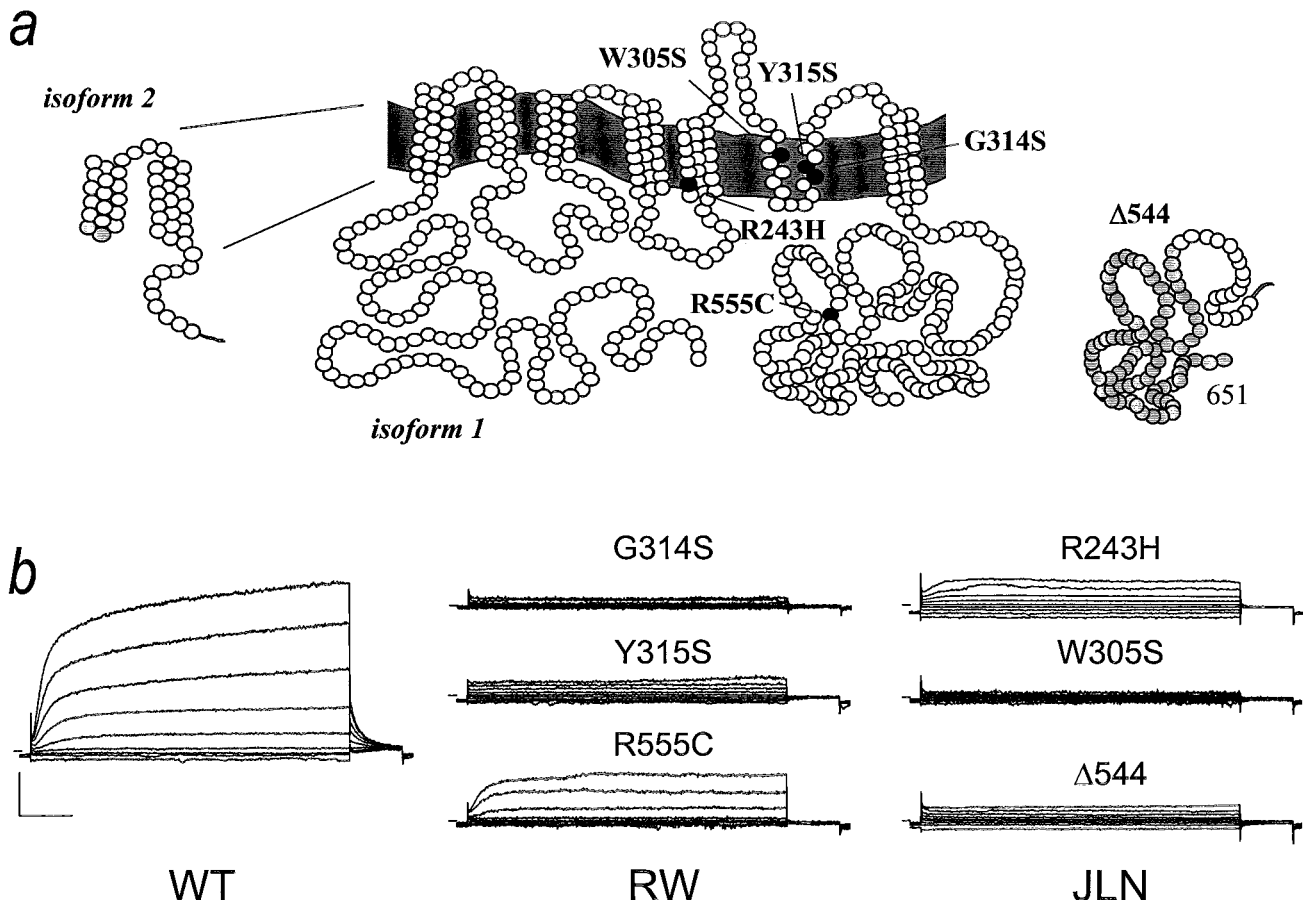 a
isoform 2
W305S
Y315S
G314S
R243H
Δ544
R555C
651
isoform 1
b
G314S
R243H
Y315S
W305S
R555C
Δ544
WT
RW
JLN